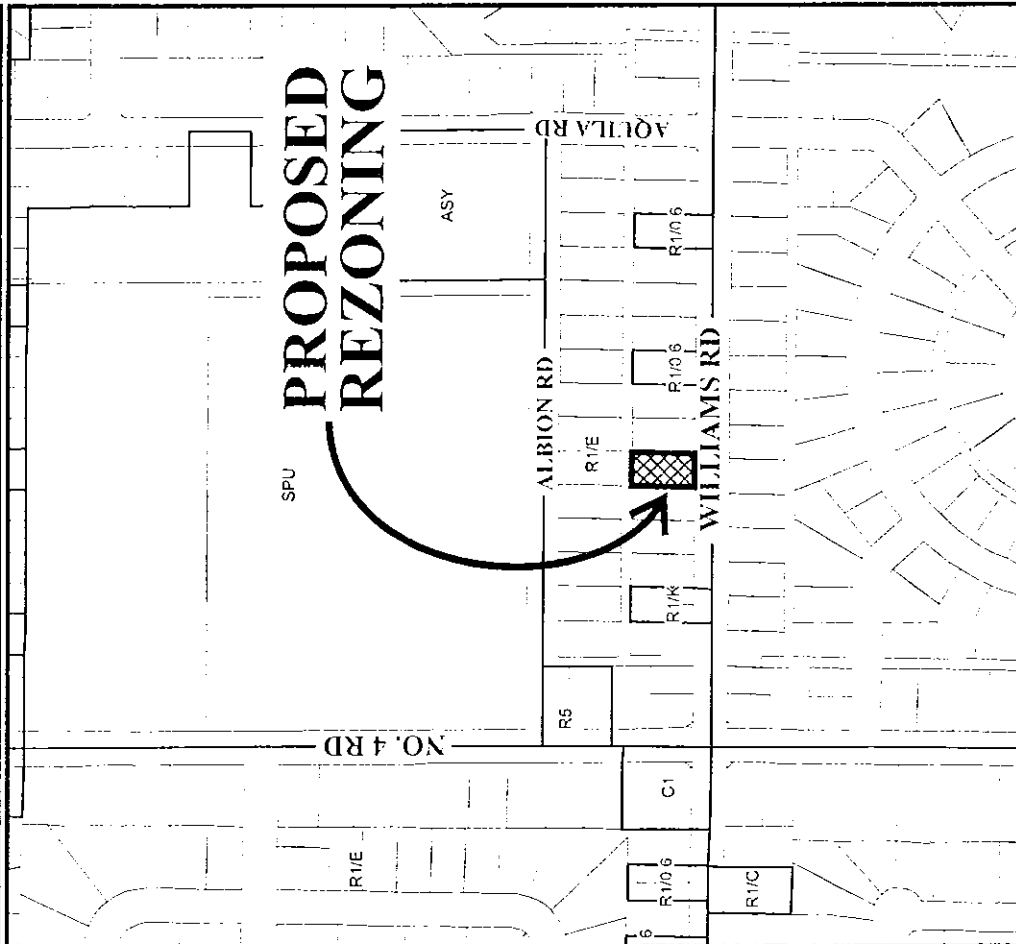 PROPOSED
REZONING
SPU
ASY
AQUILA RD
ALBION RD
R1/E
R1/0.6
R1/0.6
WILLIAMS RD
R1/K
R5
NO. 4 RD
C1
R1/E
R1/0.6
R1/C
6